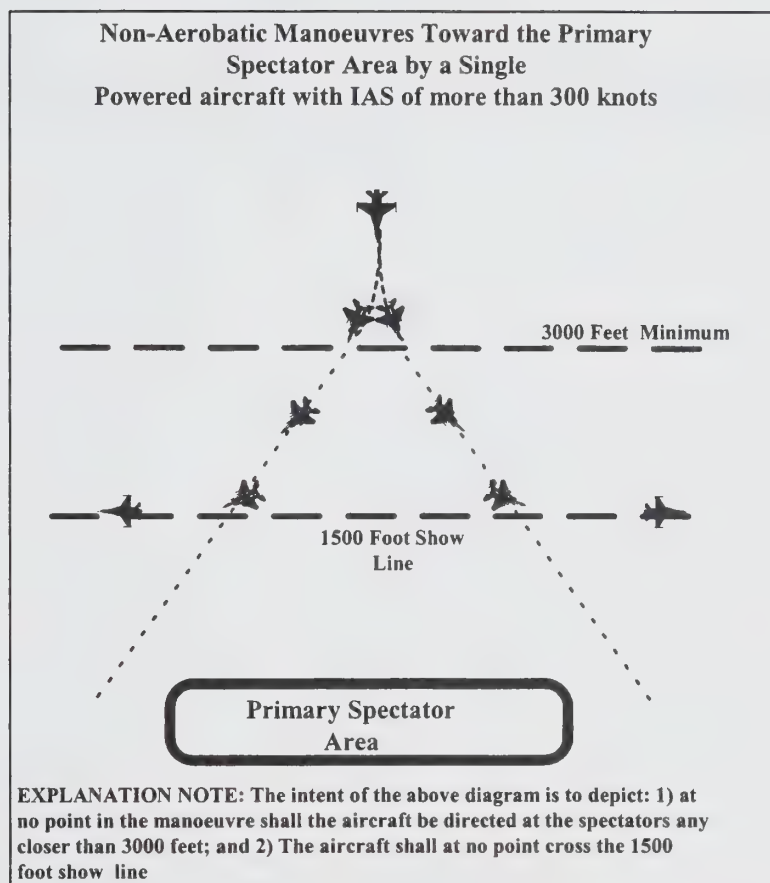 Non-Aerobatic Manoeuvres Toward the Primary
Spectator Area by a Single
Powered aircraft with IAS of more than 300 knots
3000 Feet Minimum
1500 Foot Show
Line
Primary Spectator
Area
EXPLANATION NOTE: The intent of the above diagram is to depict: 1) at
no point in the manoeuvre shall the aircraft be directed at the spectators any
closer than 3000 feet; and 2) The aircraft shall at no point cross the 1500
foot show line